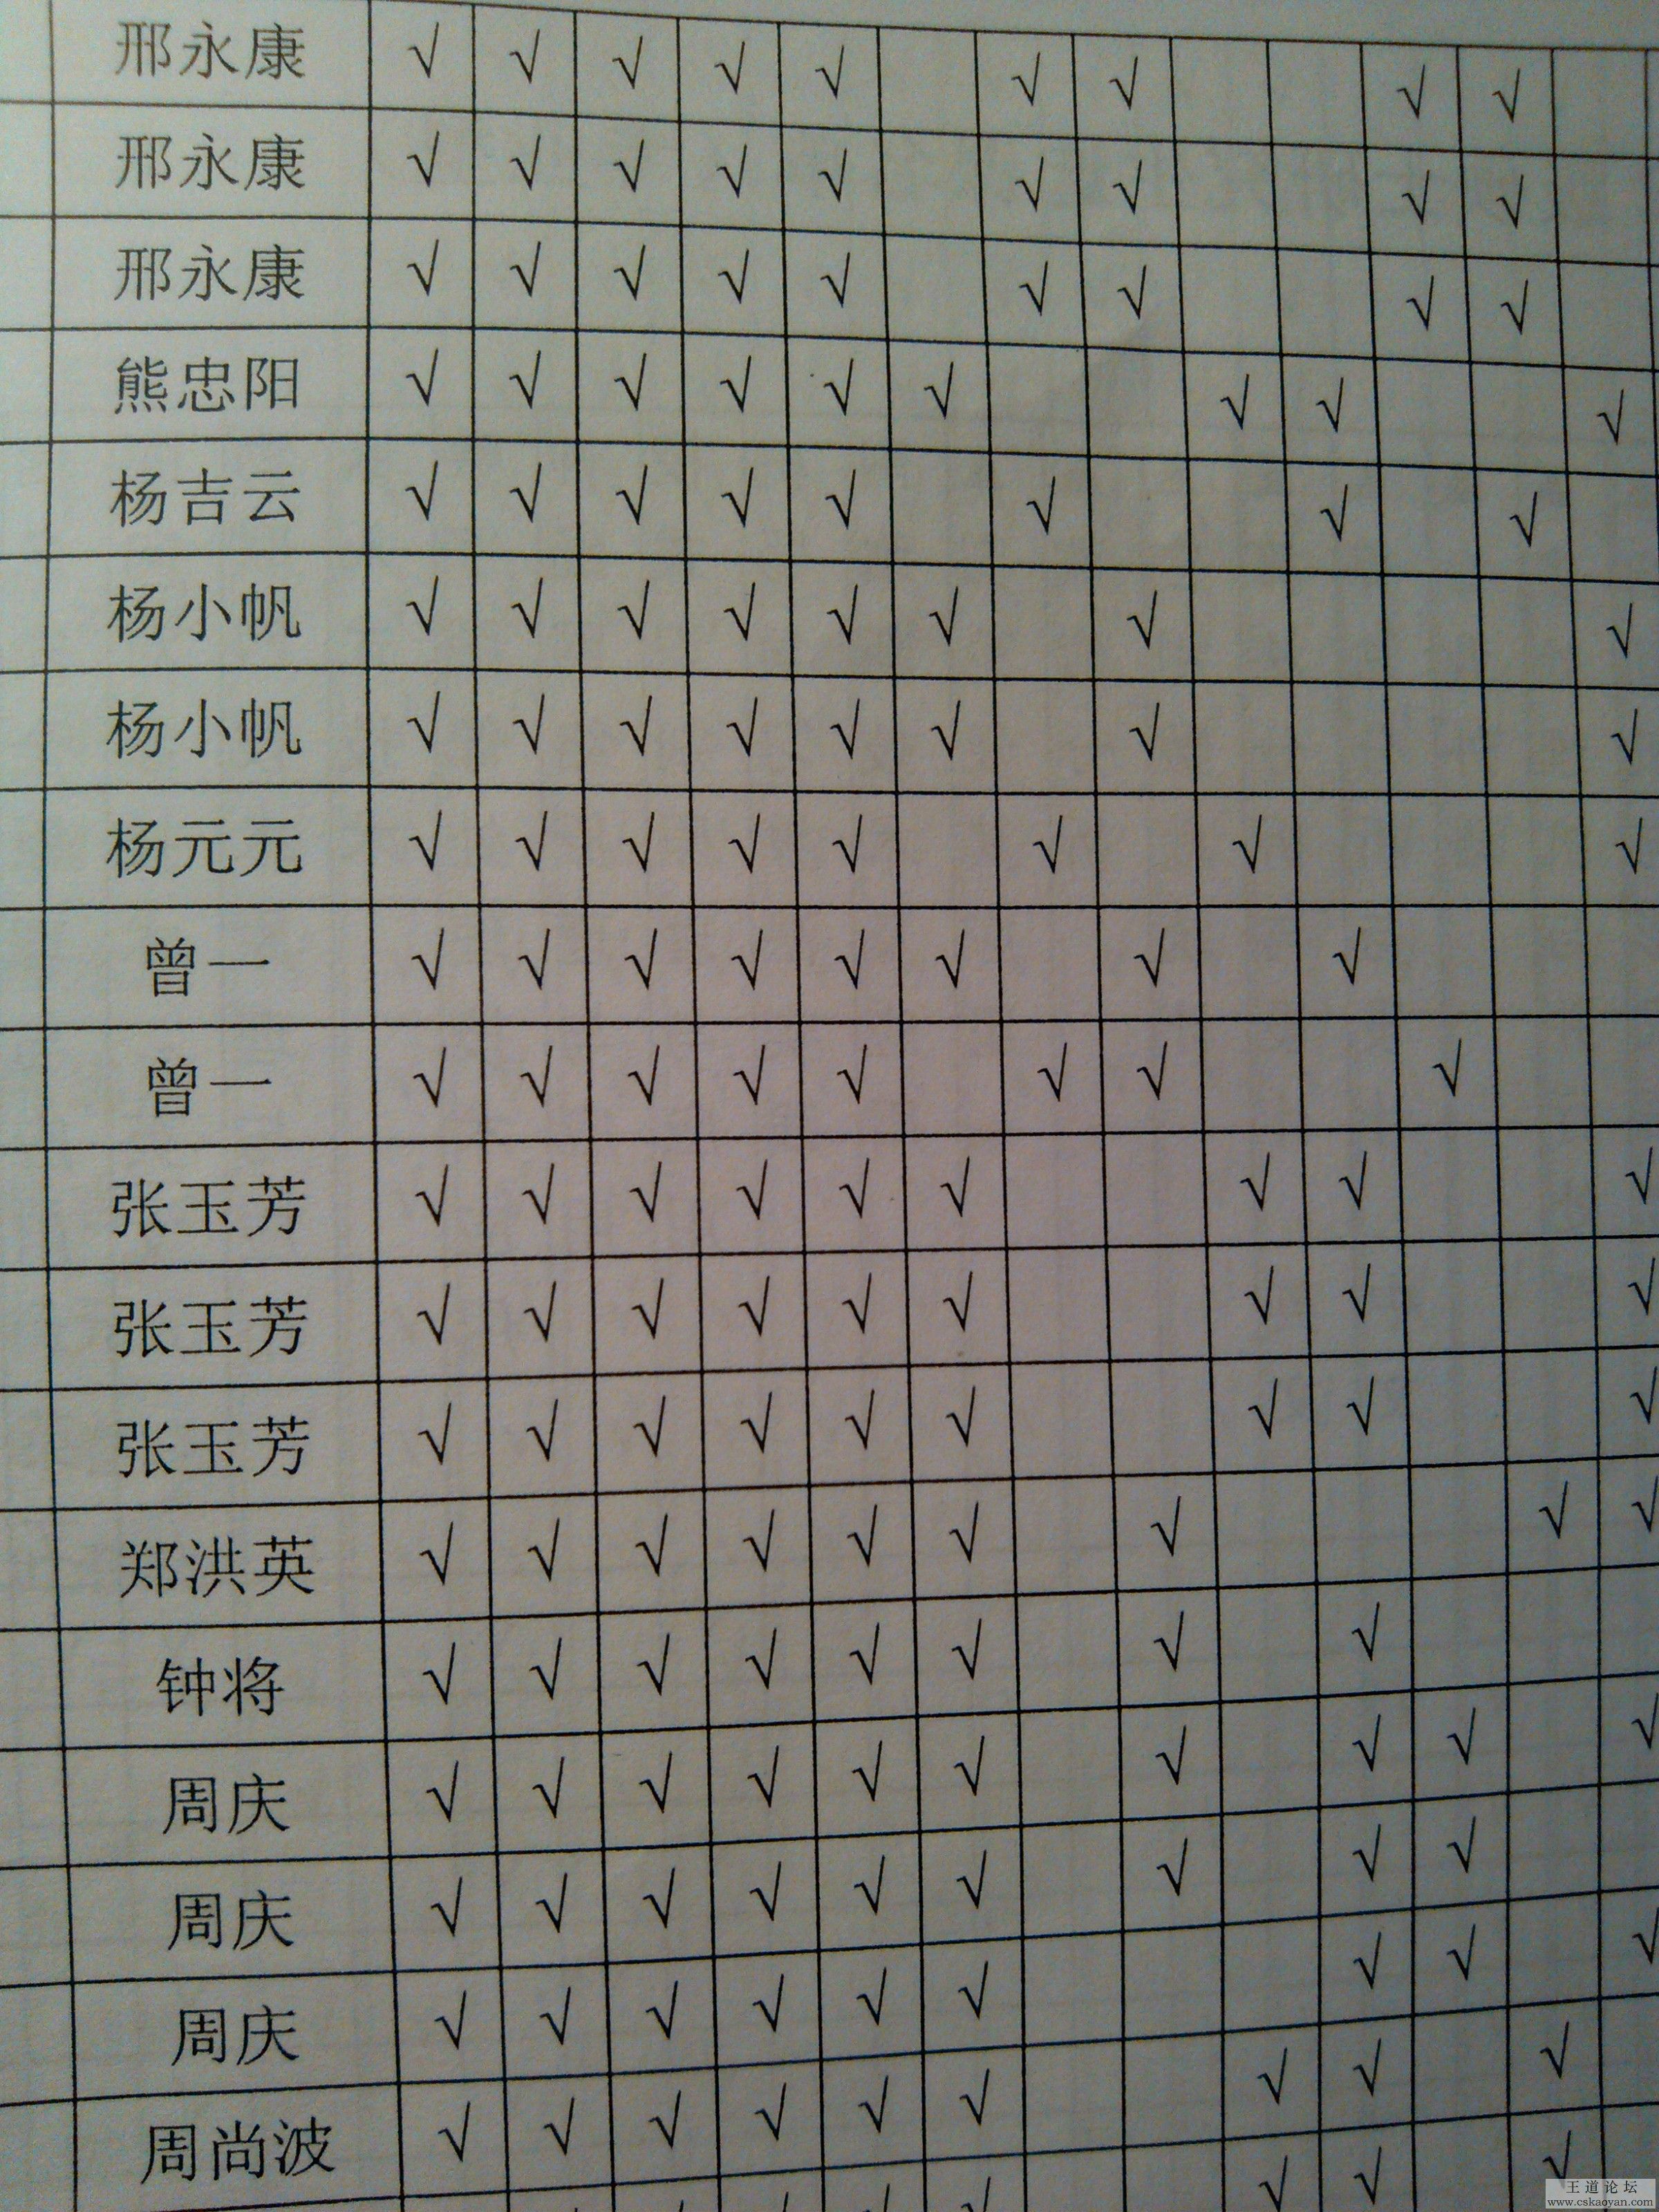 邢永康 √ √ √ √ √ √ √ √ √
邢永康 √ √ √ √ √ √ √ √ √
邢永康 √ √ √ √ √ √ √ √ √
熊忠阳 √ √ √ √ √ √ √ √ √
杨吉云 √ √ √ √ √ √ √ √
杨小帆 √ √ √ √ √ √ √ √
杨小帆 √ √ √ √ √ √ √ √
杨元元 √ √ √ √ √ √ √ √
曾一 √ √ √ √ √ √ √ √
曾一 √ √ √ √ √ √ √ √
张玉芳 √ √ √ √ √ √ √ √ √
张玉芳 √ √ √ √ √ √ √ √ √
张玉芳 √ √ √ √ √ √ √ √ √
郑洪英 √ √ √ √ √ √ √ √ √
钟将 √ √ √ √ √ √ √ √
周庆 √ √ √ √ √ √ √ √ √ √
周庆 √ √ √ √ √ √ √ √ √
周庆 √ √ √ √ √ √ √ √ √
周尚波 √ √ √ √ √ √ √ √ √
√ √ √
王道论坛
www.cskaoyan.com